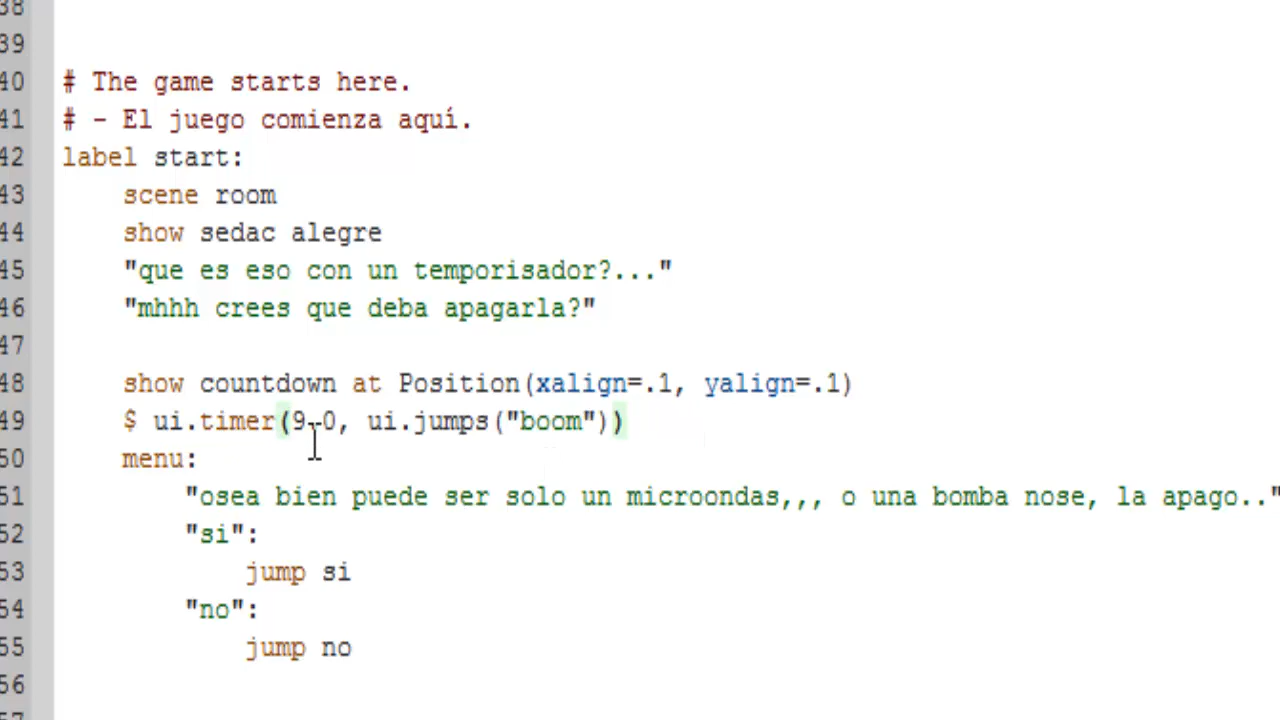 38
39
40 # The game starts here.
41 # - El juego comienza aquí.
42 label start:
43 scene room
44 show sedac alegre
45 "que es eso con un temporisador?..."
46 "mhhh crees que deba apagarla?"
47
48 show countdown at Position(xalign=.1, yalign=.1)
49 $ ui.timer(9.0, ui.jumps("boom"))
50 menu:
51 "osea bien puede ser solo un microondas,,, o una bomba nose, la apago.."
52 "si":
53 jump si
54 "no":
55 jump no
56
57